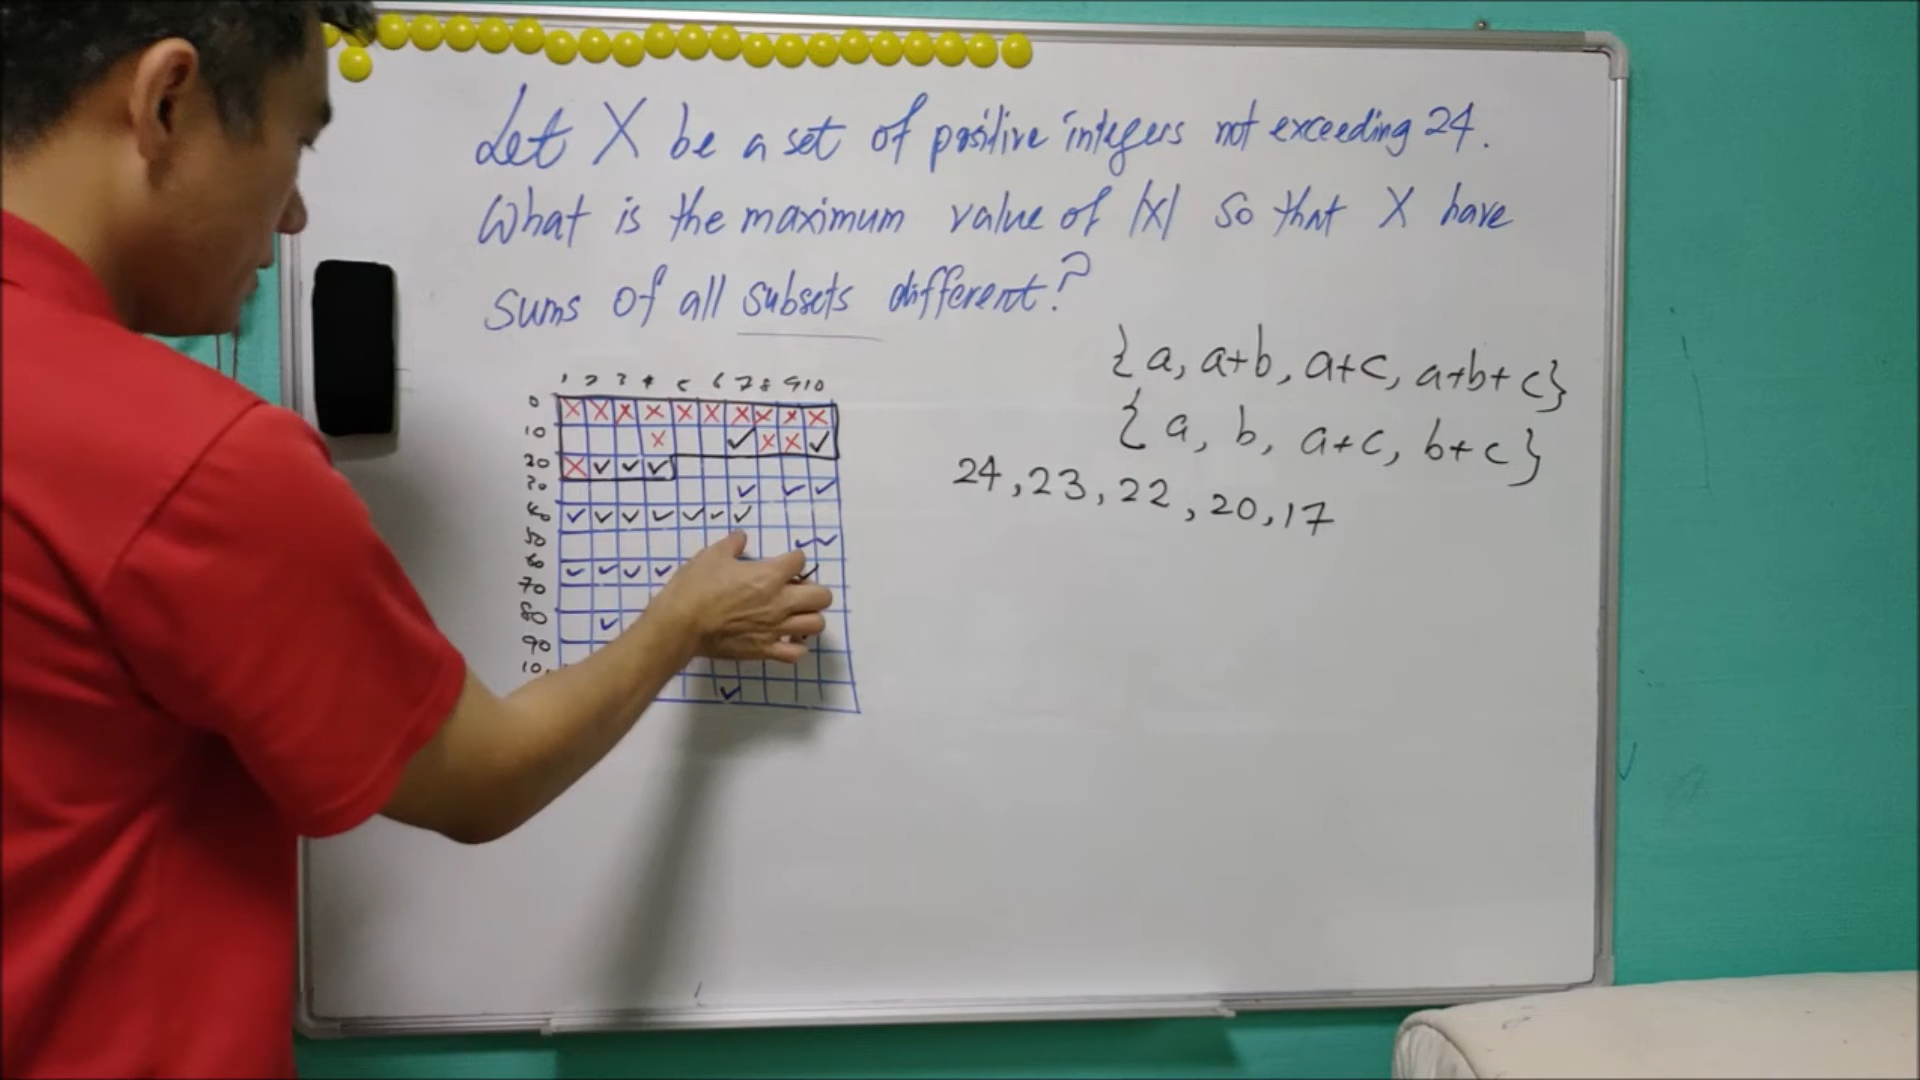 Let X be a set of positive integers not exceeding 24.
What is the maximum value of |X| so that X have
sums of all subsets different?
{a, a+b, a+c, a+b+c}
{a, b, a+c, b+c}
24, 23, 22, 20, 17
1 2 3 4 5 6 7 8 9 10
0
10
20
30
40
50
60
70
80
90